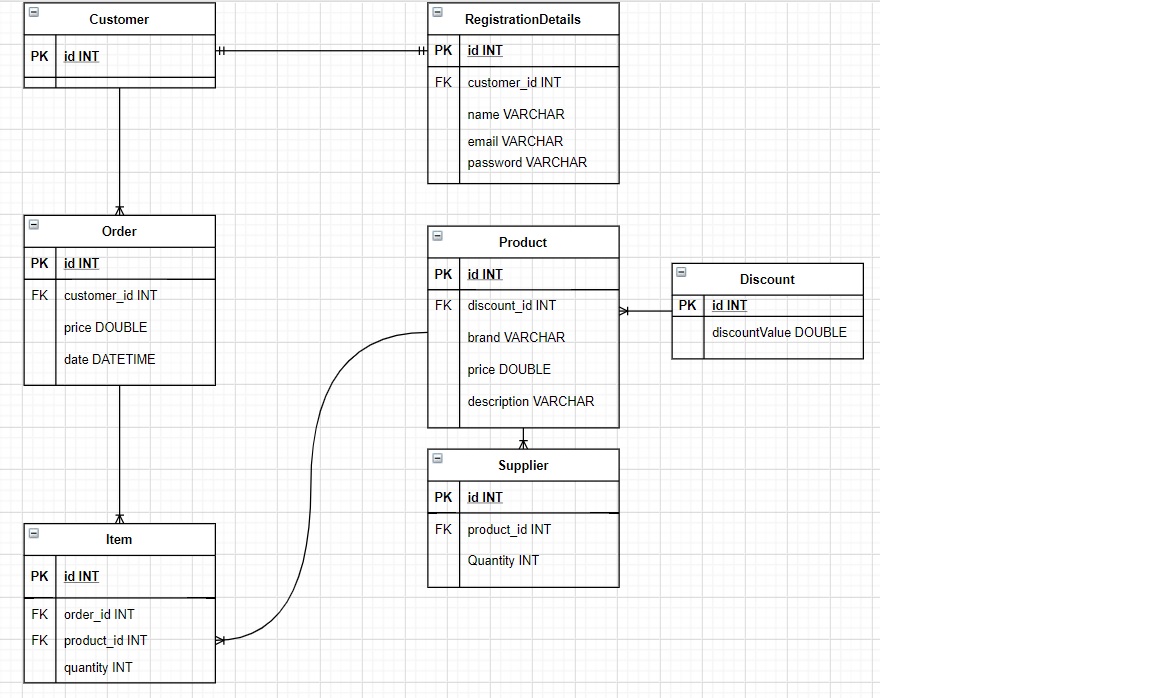 Customer
PK id INT
RegistrationDetails
PK id INT
FK customer_id INT
name VARCHAR
email VARCHAR
password VARCHAR
Order
PK id INT
FK customer_id INT
price DOUBLE
date DATETIME
Product
PK id INT
FK discount_id INT
brand VARCHAR
price DOUBLE
description VARCHAR
Discount
PK id INT
discountValue DOUBLE
Supplier
PK id INT
FK product_id INT
Quantity INT
Item
PK id INT
FK order_id INT
FK product_id INT
quantity INT